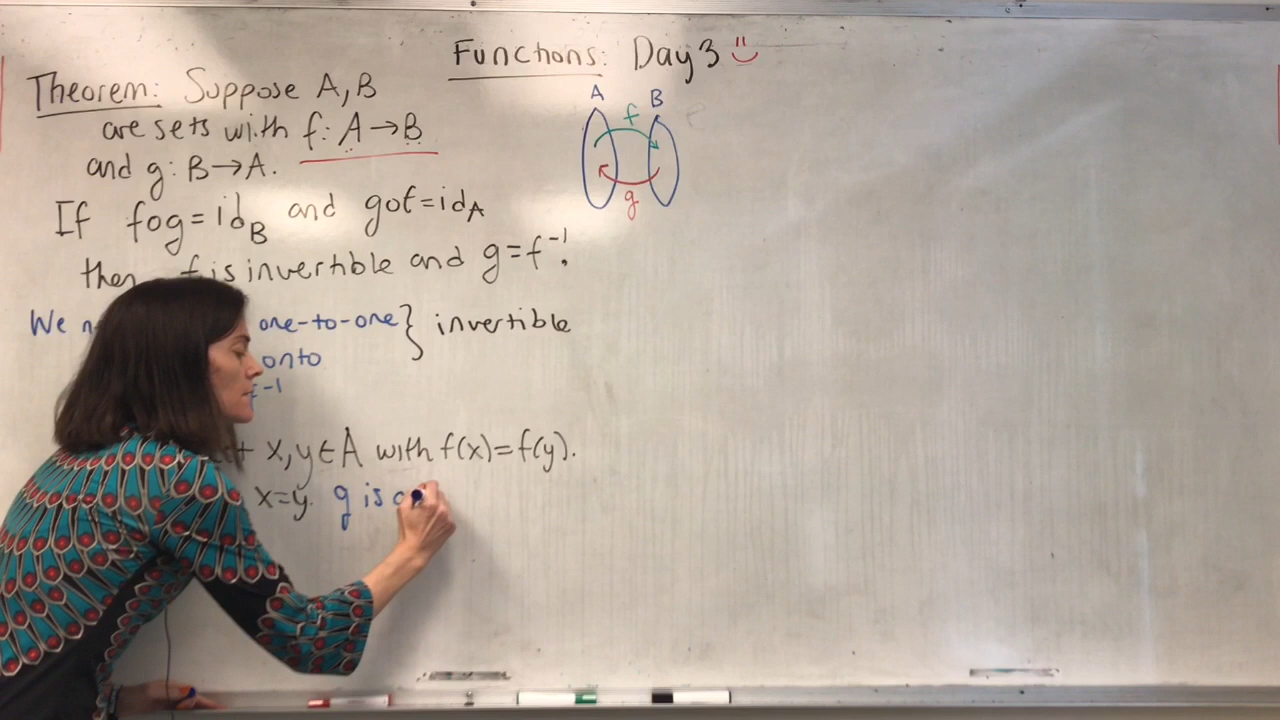 Functions: Day 3
Theorem: Suppose A, B
are sets with f: A→B
and g: B→A.
If f∘g = id_B and g∘f = id_A
then f is invertible and g = f⁻¹.
A B
f
g
We one-to-one } invertible
onto
⁻¹
x, y ∈ A with f(x) = f(y).
x = y. g is